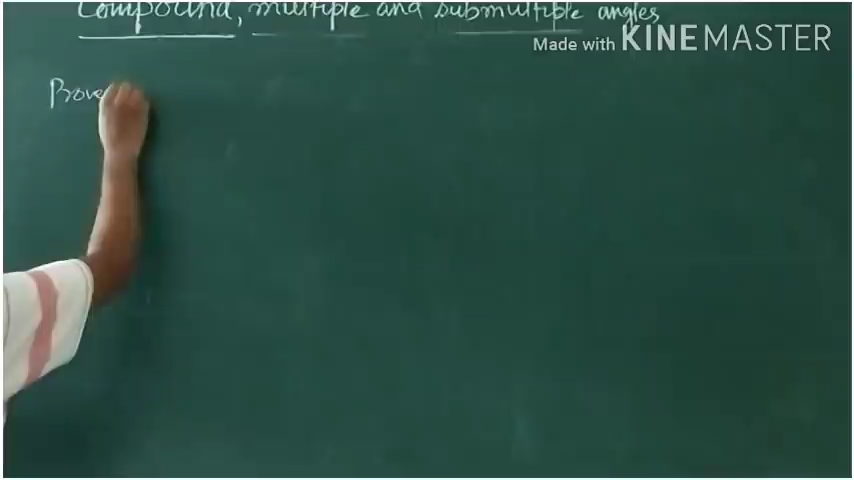 Compound, multiple and submultiple angles
Made with KINEMASTER
Prove